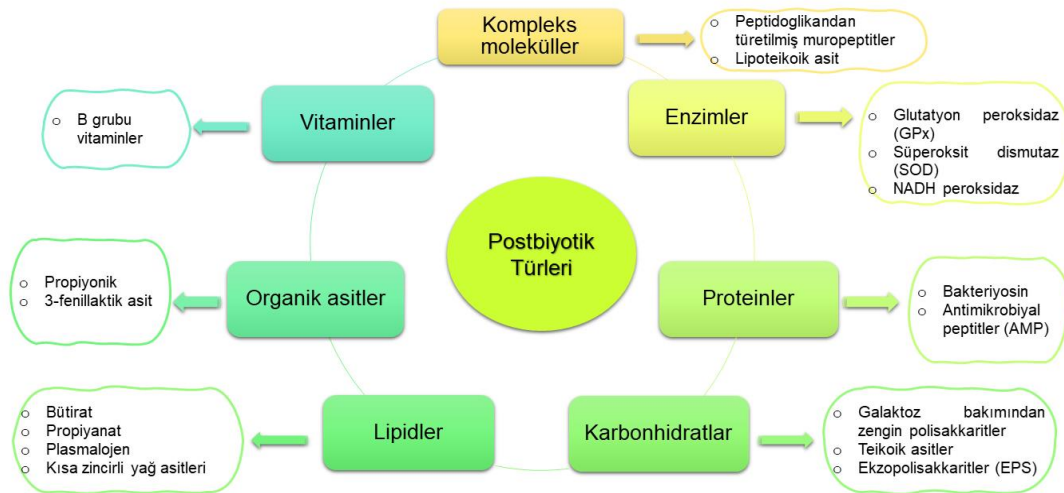 Kompleks
moleküller
Peptidoglikandan
türetilmiş muropeptitler
Lipoteikoik asit
Enzimler
Glutatyon peroksidaz
(GPx)
Süperoksit dismutaz
(SOD)
NADH peroksidaz
Proteinler
Bakteriyosin
Antimikrobiyal
peptitler (AMP)
Karbonhidratlar
Galaktoz bakımından
zengin polisakkaritler
Teikoik asitler
Ekzopolisakkaritler (EPS)
Lipidler
Bütirat
Propiyanat
Plasmalojen
Kısa zincirli yağ asitleri
Organik asitler
Propiyonik
3-fenillaktik asit
Vitaminler
B grubu
vitaminler
Postbiyotik
Türleri